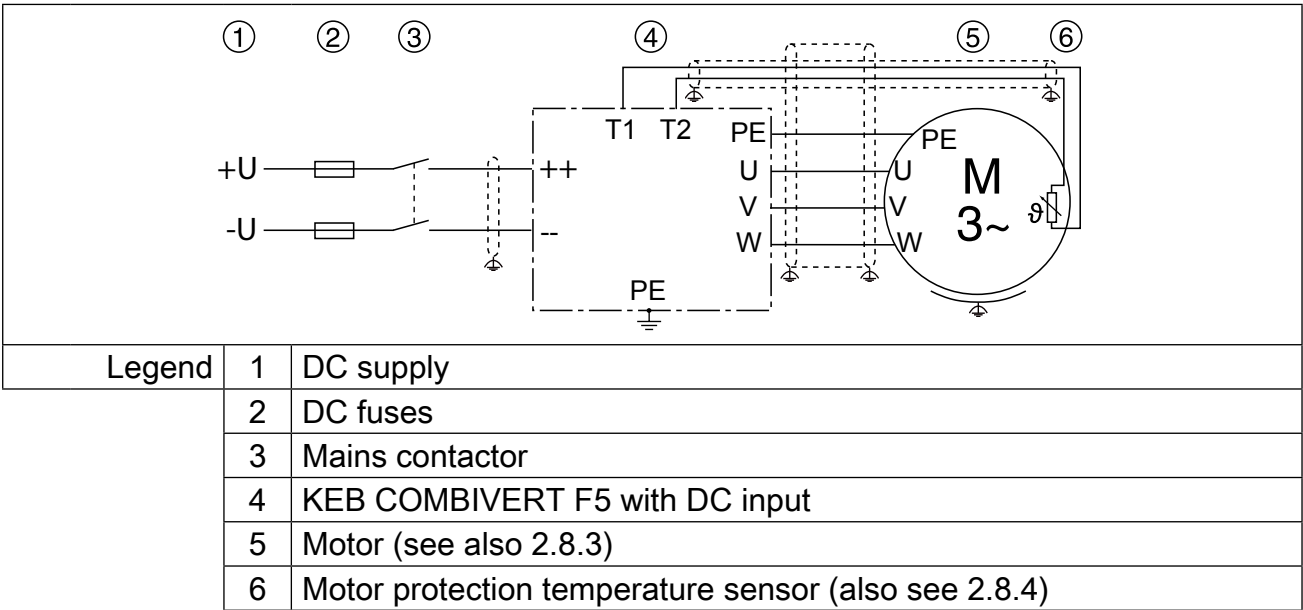 ① ② ③ ④ ⑤ ⑥
T1 T2 PE PE
+U ++ U U M
V V 3~ ϑ
-U -- W W
PE
Legend 1 DC supply
2 DC fuses
3 Mains contactor
4 KEB COMBIVERT F5 with DC input
5 Motor (see also 2.8.3)
6 Motor protection temperature sensor (also see 2.8.4)